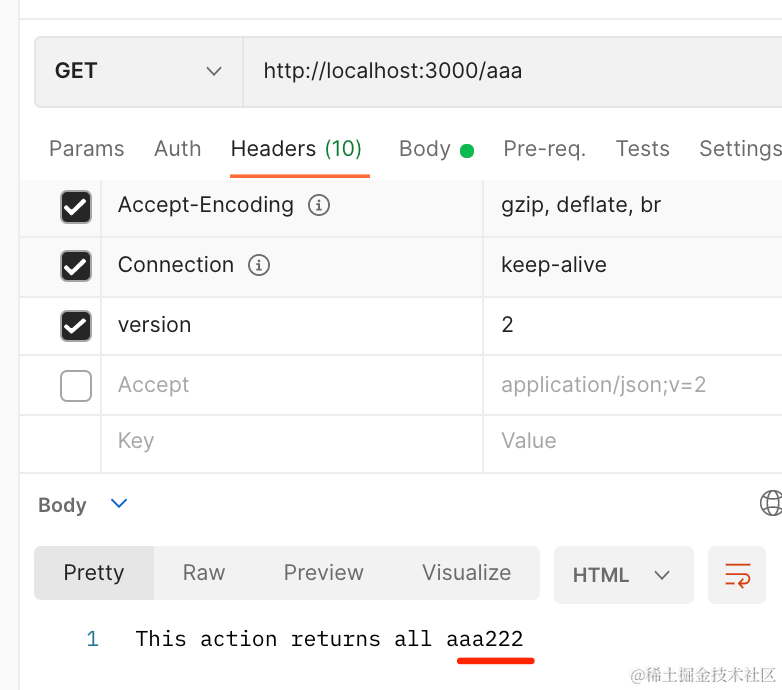 GET http://localhost:3000/aaa
Params Auth Headers (10) Body Pre-req. Tests Settings
Accept-Encoding gzip, deflate, br
Connection keep-alive
version 2
Accept application/json;v=2
Key Value
Body
Pretty Raw Preview Visualize HTML
1 This action returns all aaa222
@稀土掘金技术社区